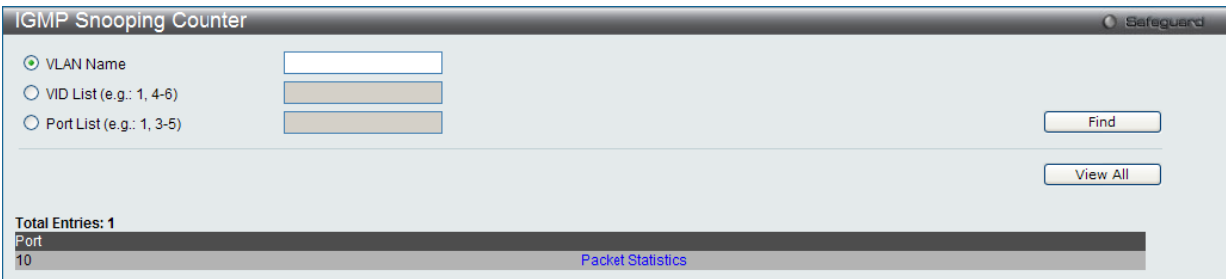 IGMP Snooping Counter Safeguard
VLAN Name
VID List (e.g.: 1, 4-6)
Port List (e.g.: 1, 3-5) Find
View All
Total Entries: 1
Port
10 Packet Statistics